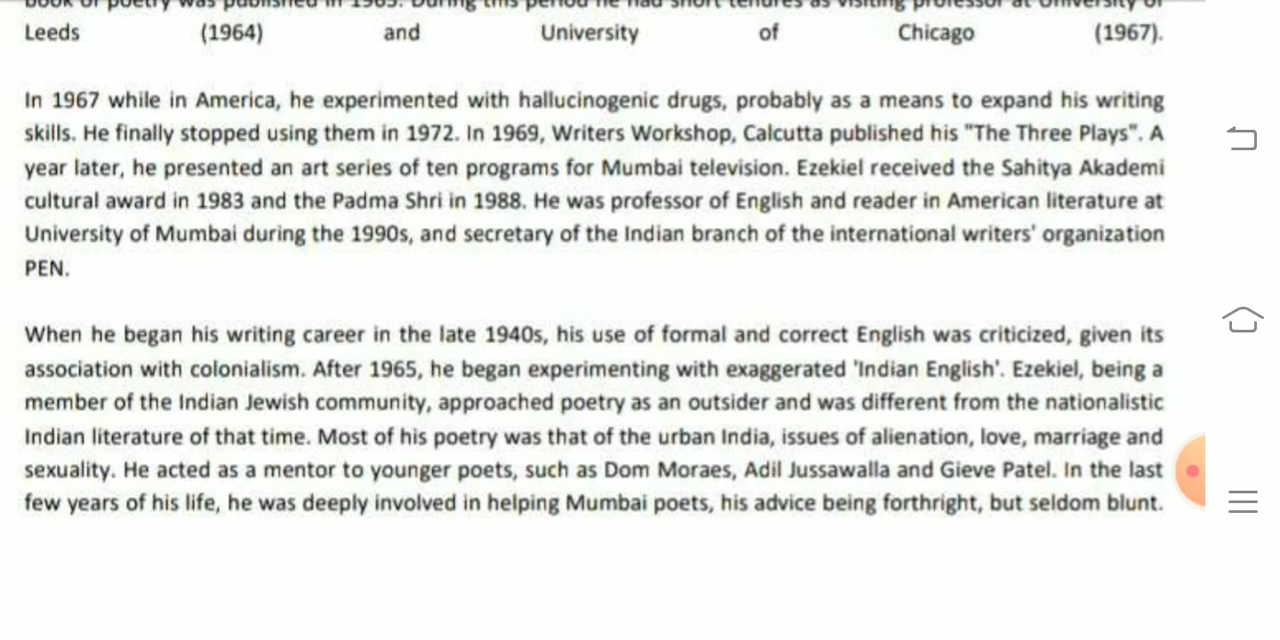 book of poetry was published in 1965. During this period he had short tenures as visiting professor at University of
Leeds (1964) and University of Chicago (1967).
In 1967 while in America, he experimented with hallucinogenic drugs, probably as a means to expand his writing
skills. He finally stopped using them in 1972. In 1969, Writers Workshop, Calcutta published his "The Three Plays". A
year later, he presented an art series of ten programs for Mumbai television. Ezekiel received the Sahitya Akademi
cultural award in 1983 and the Padma Shri in 1988. He was professor of English and reader in American literature at
University of Mumbai during the 1990s, and secretary of the Indian branch of the international writers' organization
PEN.
When he began his writing career in the late 1940s, his use of formal and correct English was criticized, given its
association with colonialism. After 1965, he began experimenting with exaggerated 'Indian English'. Ezekiel, being a
member of the Indian Jewish community, approached poetry as an outsider and was different from the nationalistic
Indian literature of that time. Most of his poetry was that of the urban India, issues of alienation, love, marriage and
sexuality. He acted as a mentor to younger poets, such as Dom Moraes, Adil Jussawalla and Gieve Patel. In the last
few years of his life, he was deeply involved in helping Mumbai poets, his advice being forthright, but seldom blunt.